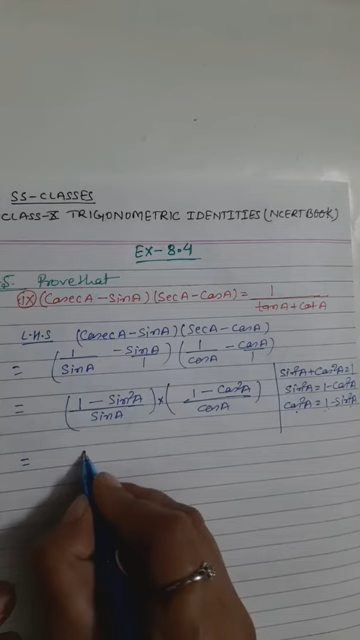 SS-CLASSES
CLASS-X TRIGONOMETRIC IDENTITIES (NCERT BOOK)
EX-8.4
5. Prove that
ix) (CosecA - SinA) (SecA - CosA) = 1/(tanA + CotA)
L.H.S (CosecA - SinA) (SecA - CosA)
= (1/SinA - SinA/1) (1/CosA - CosA/1)
= (1 - Sin²A/SinA) × (1 - Cos²A/CosA)
Sin²A + Cos²A = 1
Sin²A = 1 - Cos²A
Cos²A = 1 - Sin²A
=